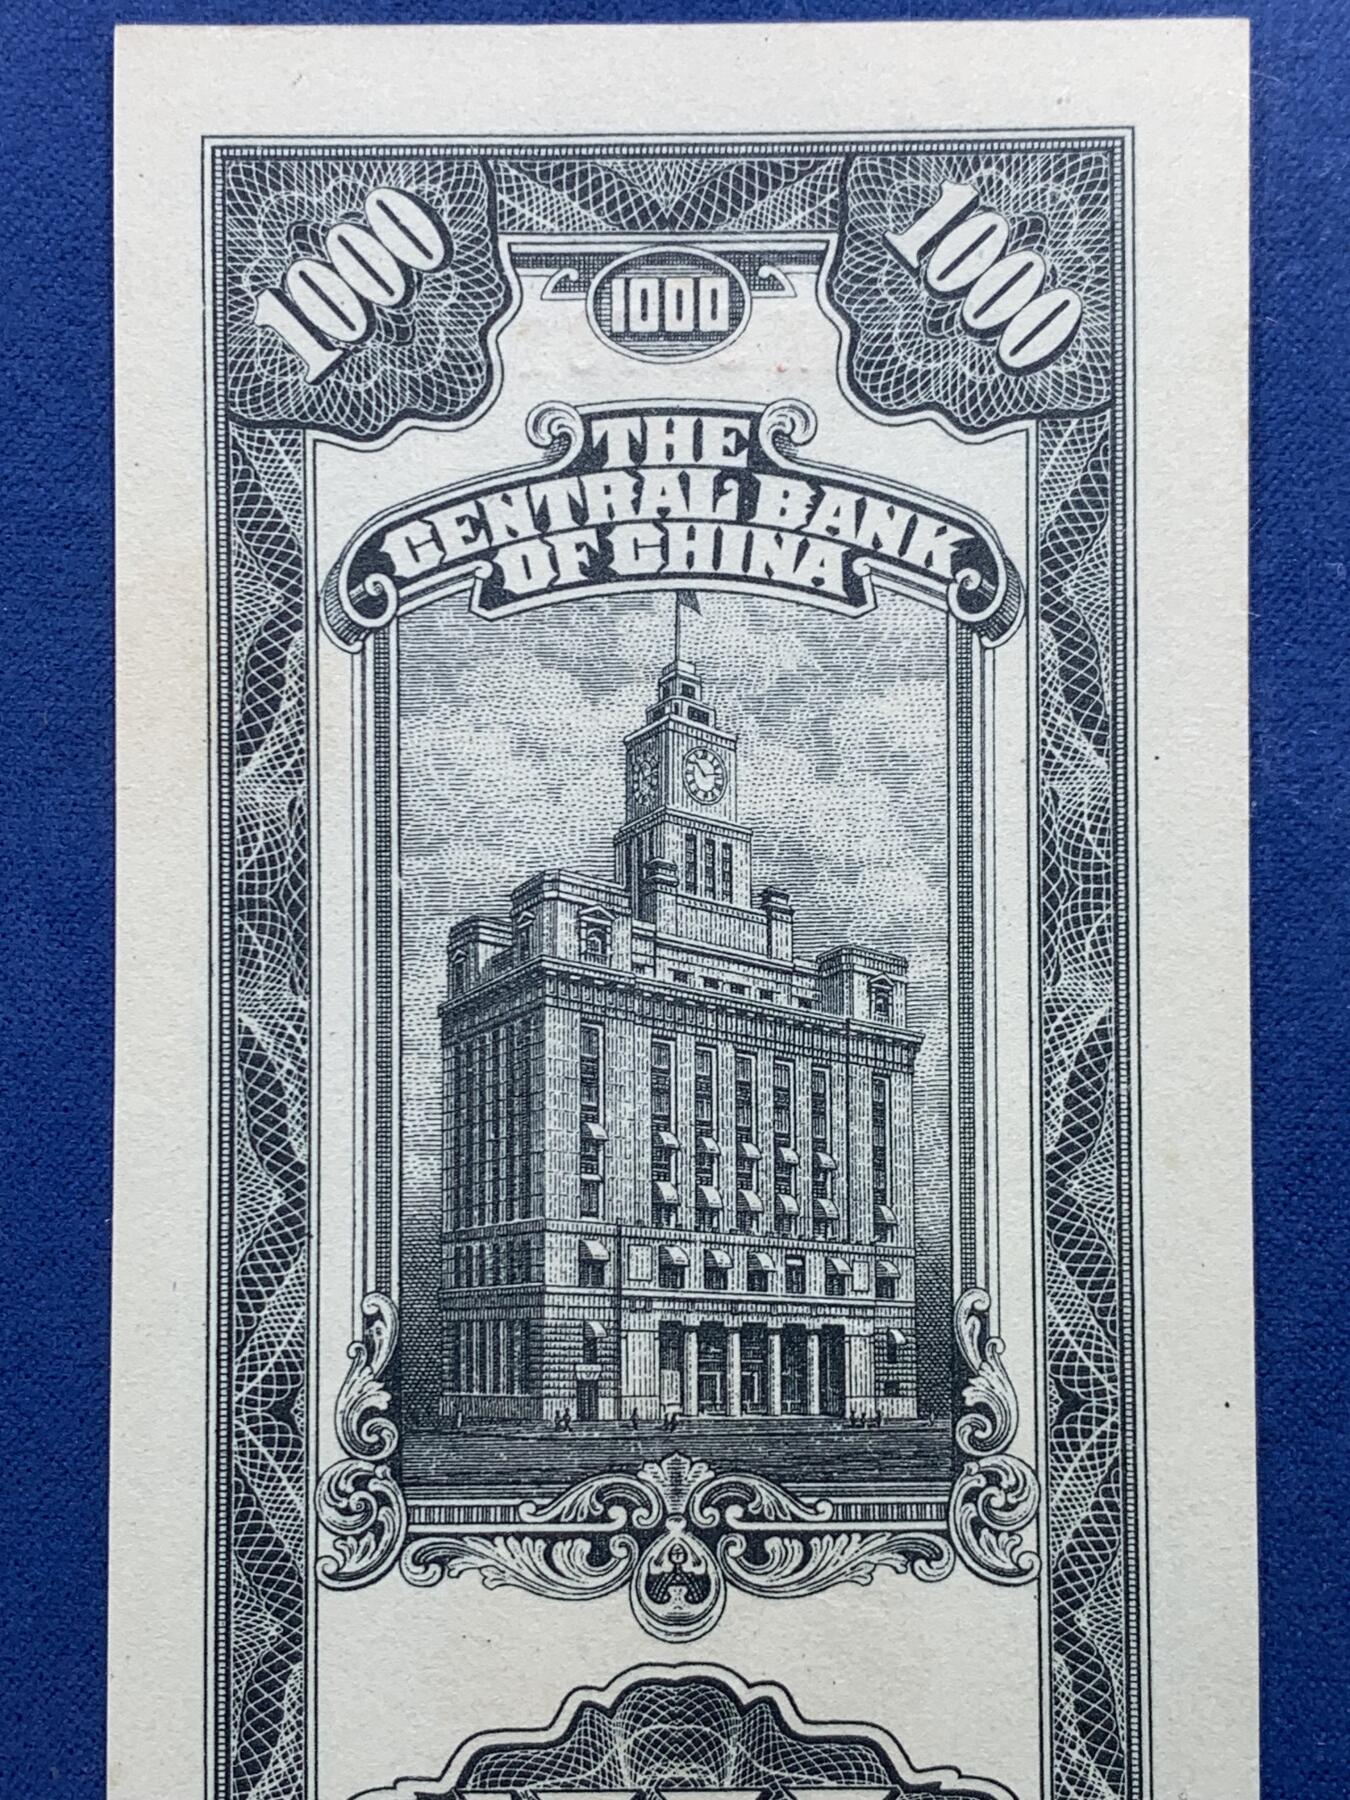 1000 1000
1000
THE
CENTRAL BANK
OF CHINA